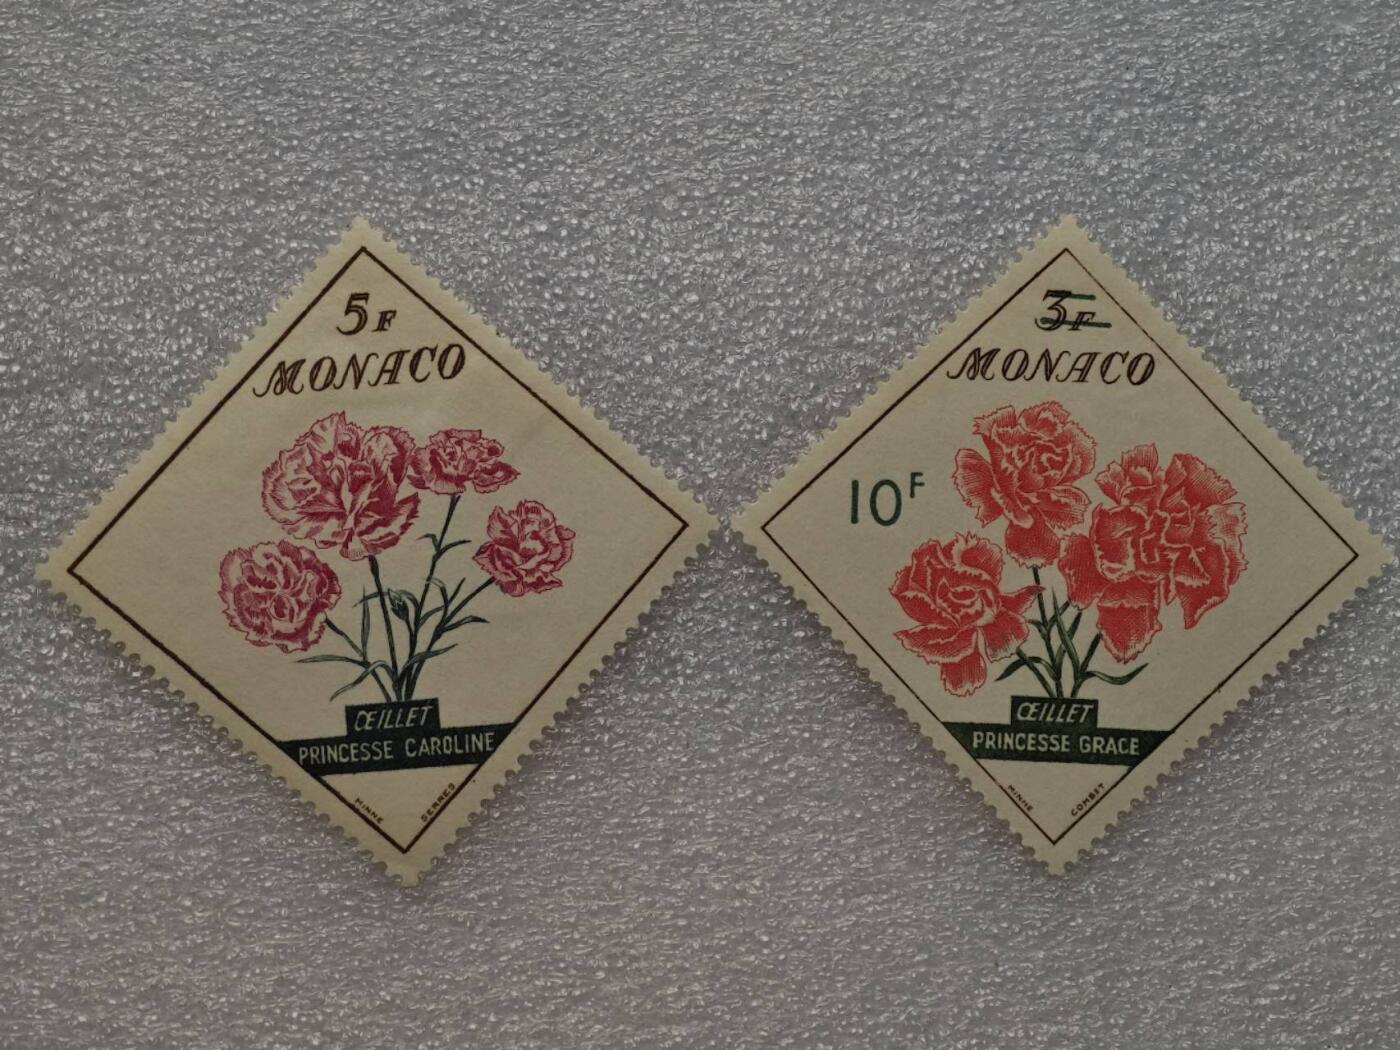 5F
MONACO
ŒILLET
PRINCESSE CAROLINE
MINNE
SERRES
3F
MONACO
10F
ŒILLET
PRINCESSE GRACE
MINNE
COMBET